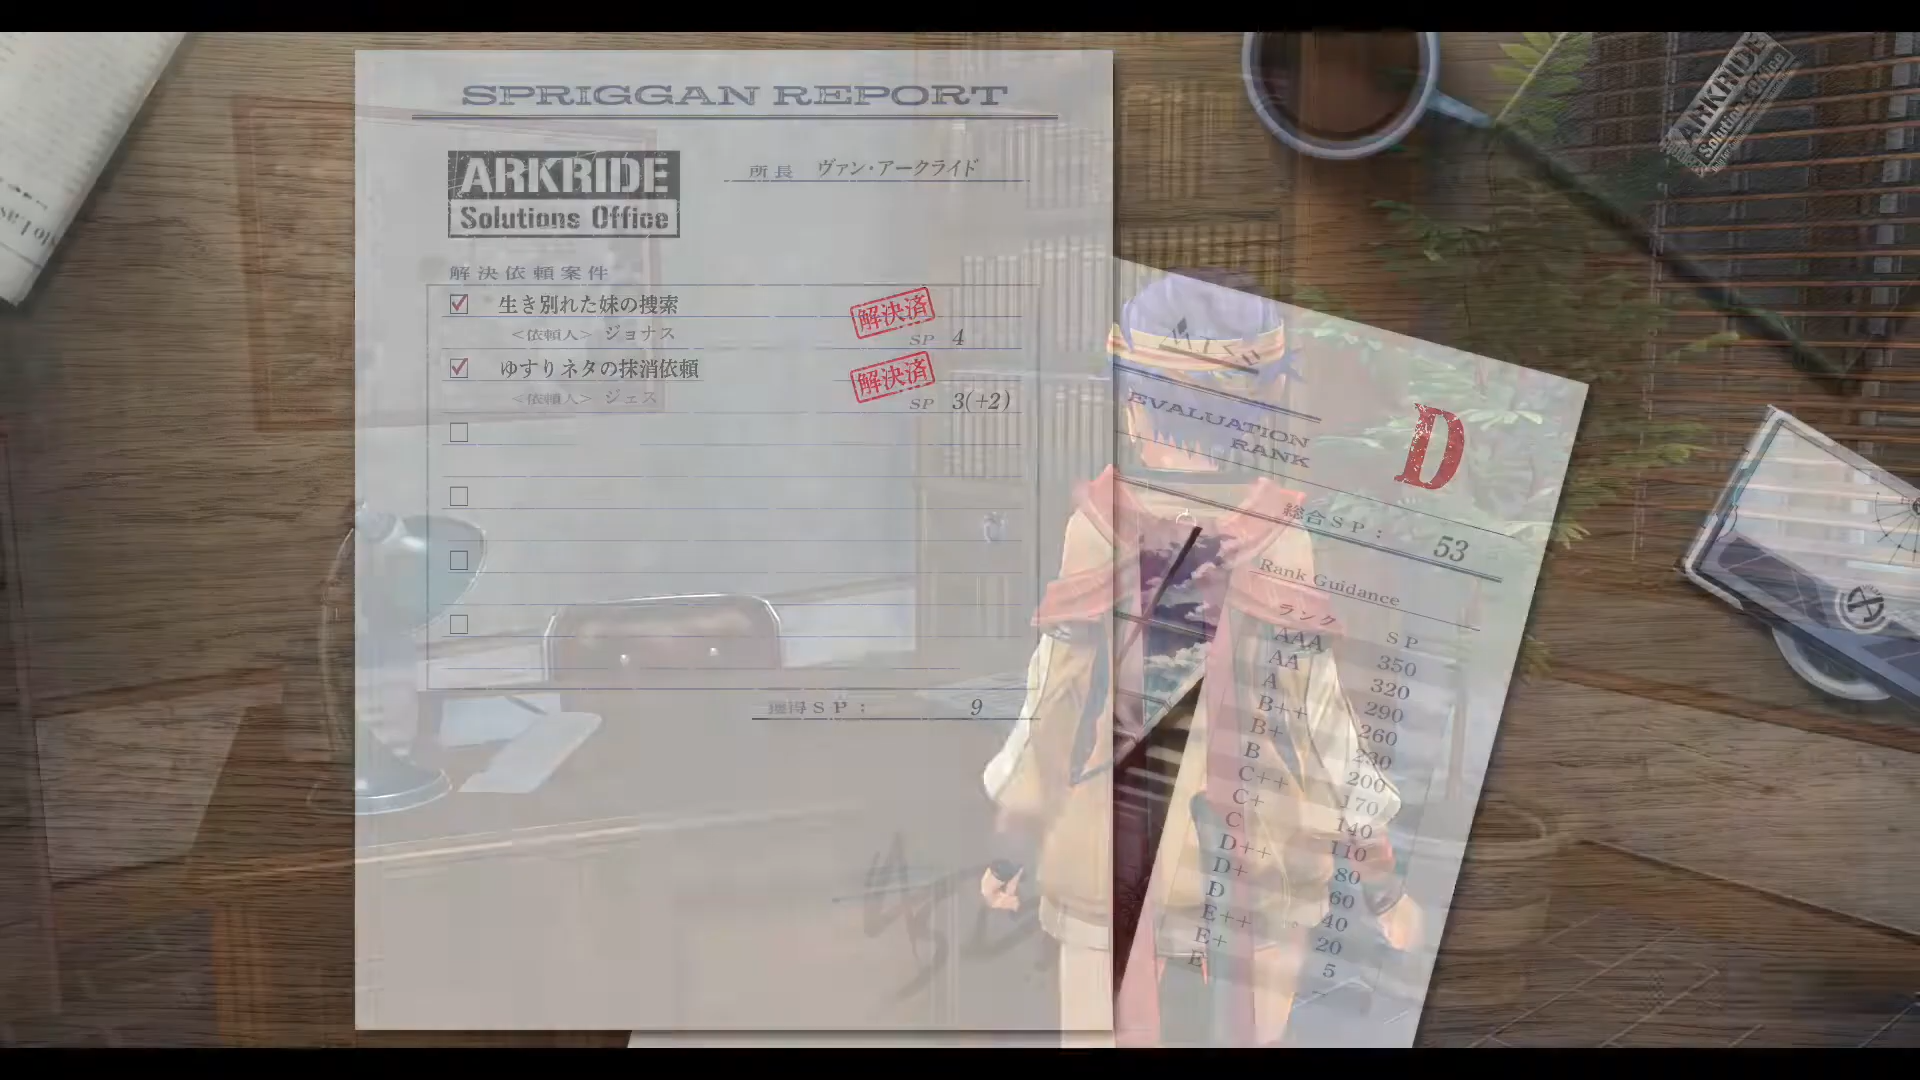 SPRIGGAN REPORT
ARKRIDE
Solutions Office
所長 ヴァン・アークライド
解決依頼案件
生き別れた妹の捜索
解決済
<依頼人> ジョナス
SP 4
ゆすりネタの抹消依頼
解決済
<依頼人> ジェス
SP 3(+2)
獲得SP: 9
EVALUATION
RANK
D
総合SP: 53
Rank Guidance
ランク SP
AAA 350
AA 320
A 290
B++ 260
B+ 230
B 200
C++ 170
C+ 140
C 110
D++ 80
D+ 60
D 40
E++ 20
E+ 5
E -
ARKRIDE
Solutions Office